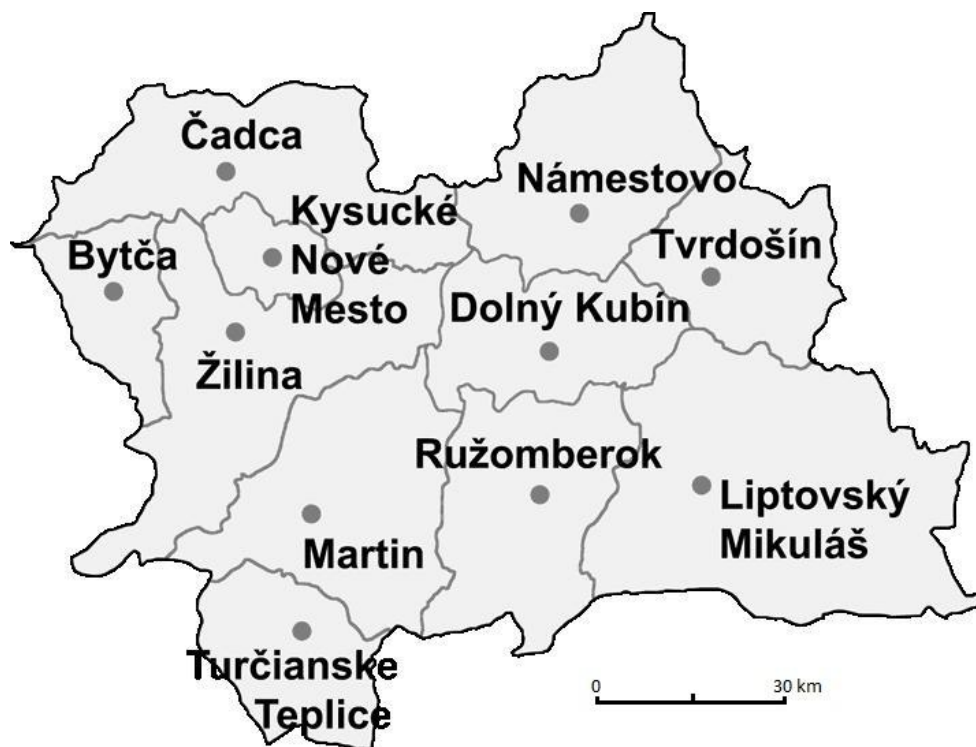 Čadca
Námestovo
Kysucké
Nové
Mesto
Bytča
Tvrdošín
Dolný Kubín
Žilina
Ružomberok
Liptovský
Mikuláš
Martin
Turčianske
Teplice
0 30 km